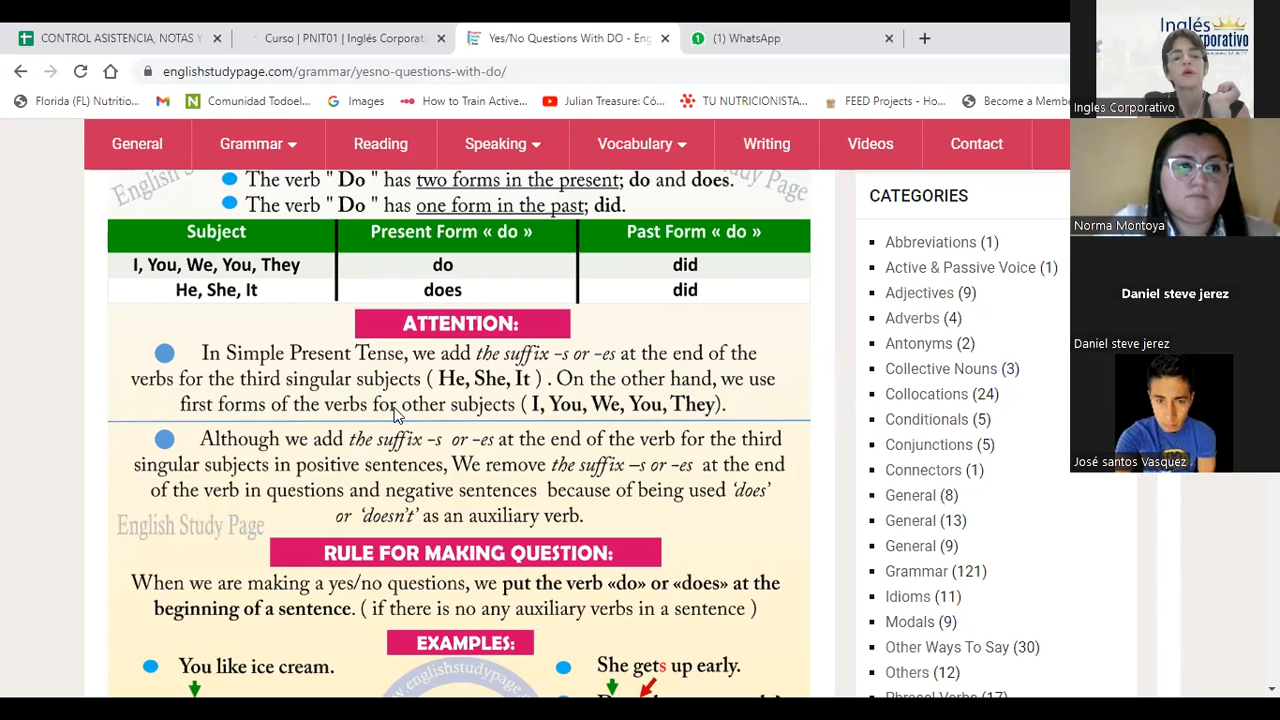 CONTROL ASISTENCIA, NOTAS Y
Curso | PNIT01 | Inglés Corporati
Yes/No Questions With DO - Eng
(1) WhatsApp
englishstudypage.com/grammar/yesno-questions-with-do/
Florida (FL) Nutritio...
Comunidad Todoel...
Images
How to Train Active...
Julian Treasure: Có...
TU NUTRICIONISTA...
FEED Projects - Ho...
Become a Membe
General
Grammar
Reading
Speaking
Vocabulary
Writing
Videos
Contact
English Stud
dy Page
The verb " Do " has two forms in the present; do and does.
The verb " Do " has one form in the past; did.
Subject Present Form « do » Past Form « do »
I, You, We, You, They do did
He, She, It does did
ATTENTION:
In Simple Present Tense, we add the suffix -s or -es at the end of the
verbs for the third singular subjects ( He, She, It ) . On the other hand, we use
first forms of the verbs for other subjects ( I, You, We, You, They).
Although we add the suffix -s or -es at the end of the verb for the third
singular subjects in positive sentences, We remove the suffix –s or -es at the end
of the verb in questions and negative sentences because of being used ‘does’
or ‘doesn’t’ as an auxiliary verb.
English Study Page
RULE FOR MAKING QUESTION:
When we are making a yes/no questions, we put the verb «do» or «does» at the
beginning of a sentence. ( if there is no any auxiliary verbs in a sentence )
EXAMPLES:
You like ice cream.
She gets up early.
www.englishstudypage.com
CATEGORIES
Abbreviations (1)
Active & Passive Voice (1)
Adjectives (9)
Adverbs (4)
Antonyms (2)
Collective Nouns (3)
Collocations (24)
Conditionals (5)
Conjunctions (5)
Connectors (1)
General (8)
General (13)
General (9)
Grammar (121)
Idioms (11)
Modals (9)
Other Ways To Say (30)
Others (12)
Phrasal Verbs (17)
Inglés
orporativo
Ingles Corporativo
Norma Montoya
Daniel steve jerez
Daniel steve jerez
José santos Vasquez